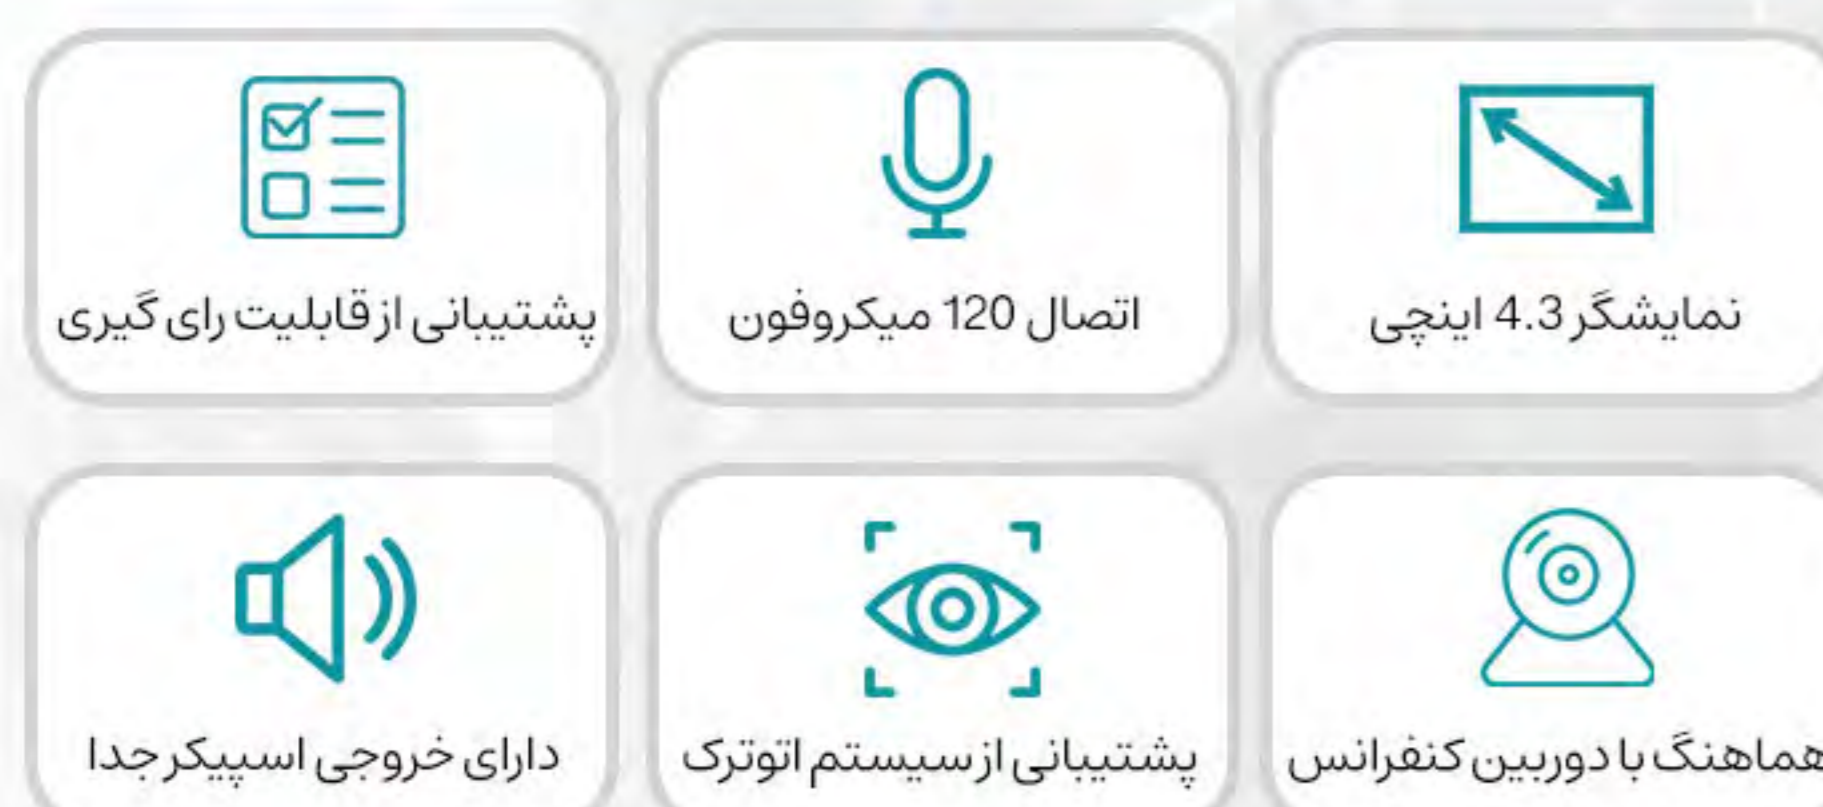 نمایشگر 4.3 اینچی
اتصال 120 میکروفون
پشتیبانی از قابلیت رای گیری
هماهنگ با دوربین کنفرانس
پشتیبانی از سیستم اتوترک
دارای خروجی اسپیکر جدا